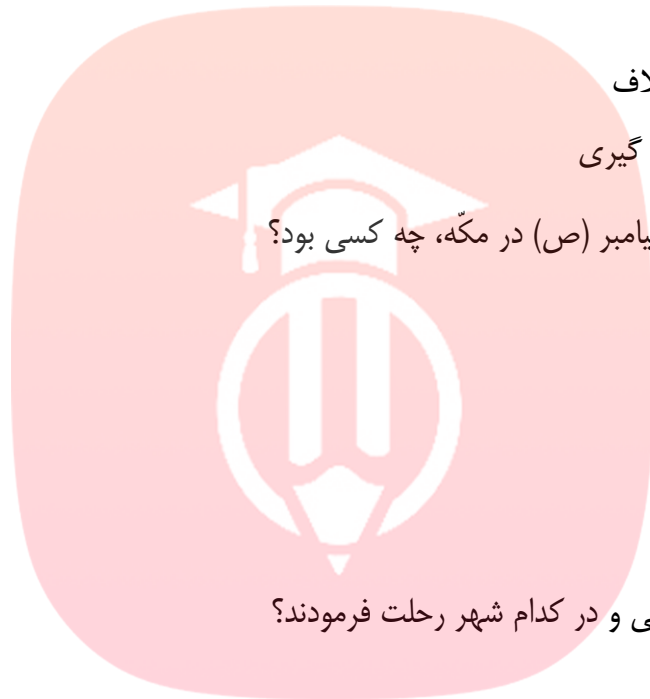 لاف
گیری
یامبر (ص) در مکّه، چه کسی بود؟
ی و در کدام شهر رحلت فرمودند؟